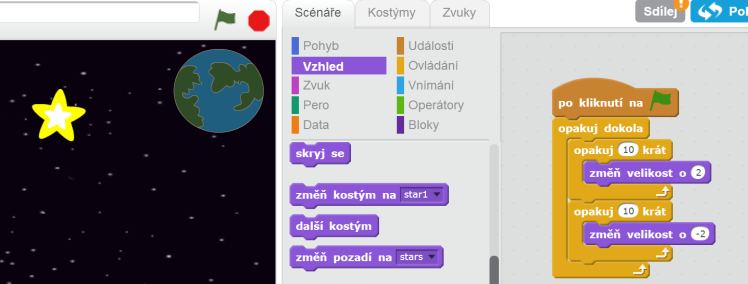 Scénáře
Kostýmy
Zvuky
Sdílej
Pohyb
Vzhled
Zvuk
Pero
Data
Události
Ovládání
Vnímání
Operátory
Bloky
skryj se
změň kostým na star1
další kostým
změň pozadí na stars
po kliknutí na
opakuj dokola
opakuj 10 krát
změň velikost o 2
opakuj 10 krát
změň velikost o -2